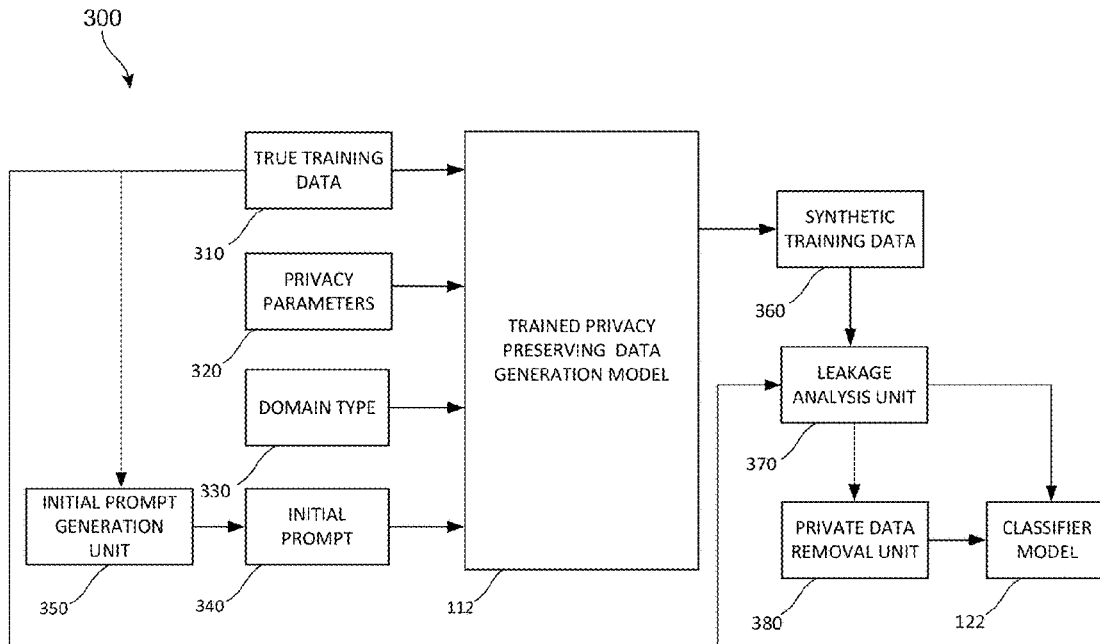 300
TRUE TRAINING
DATA
310
PRIVACY
PARAMETERS
320
DOMAIN TYPE
330
INITIAL PROMPT
GENERATION
UNIT
350
INITIAL
PROMPT
340
TRAINED PRIVACY
PRESERVING DATA
GENERATION MODEL
112
SYNTHETIC
TRAINING DATA
360
LEAKAGE
ANALYSIS UNIT
370
PRIVATE DATA
REMOVAL UNIT
380
CLASSIFIER
MODEL
122